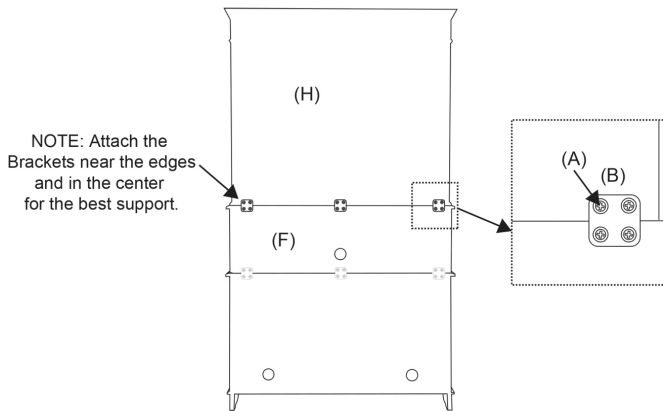 (H)
NOTE: Attach the
Brackets near the edges
and in the center
for the best support.
(F)
(A)
(B)